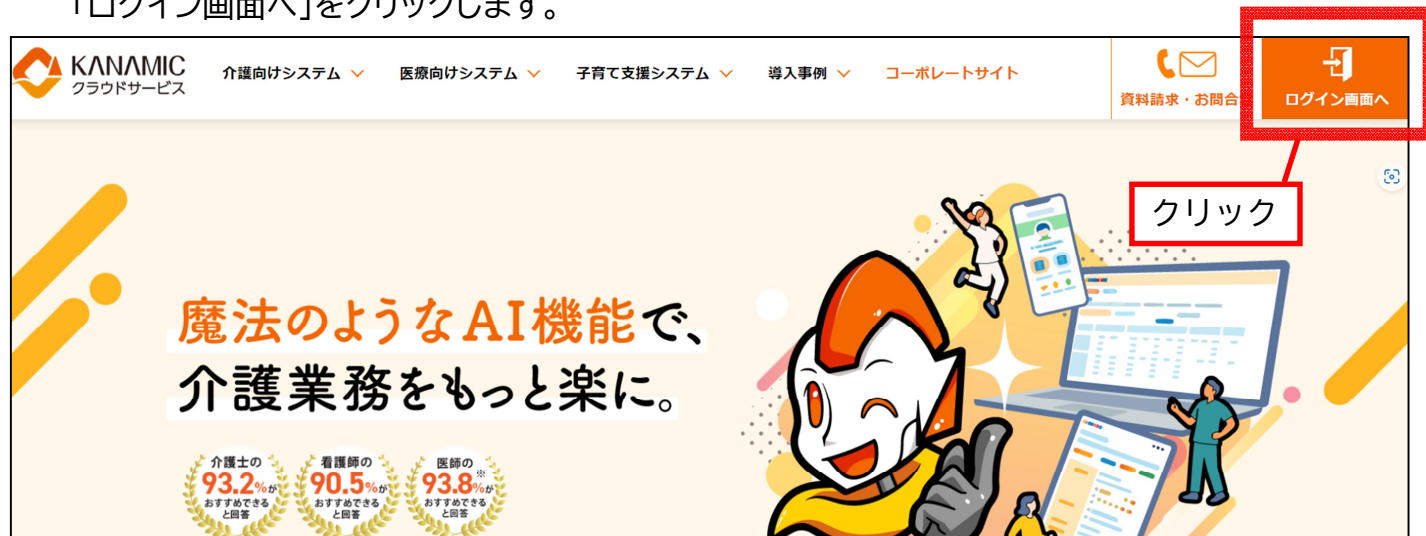 「ログイン画面へ」をクリックします。
KANAMIC
クラウドサービス
介護向けシステム
医療向けシステム
子育て支援システム
導入事例
コーポレートサイト
資料請求・お問合
ログイン画面へ
クリック
魔法のようなAI機能で、
介護業務をもっと楽に。
介護士の
93.2%が
おすすめできる
と回答
看護師の
90.5%が
おすすめできる
と回答
医師の
93.8%が※
おすすめできる
と回答